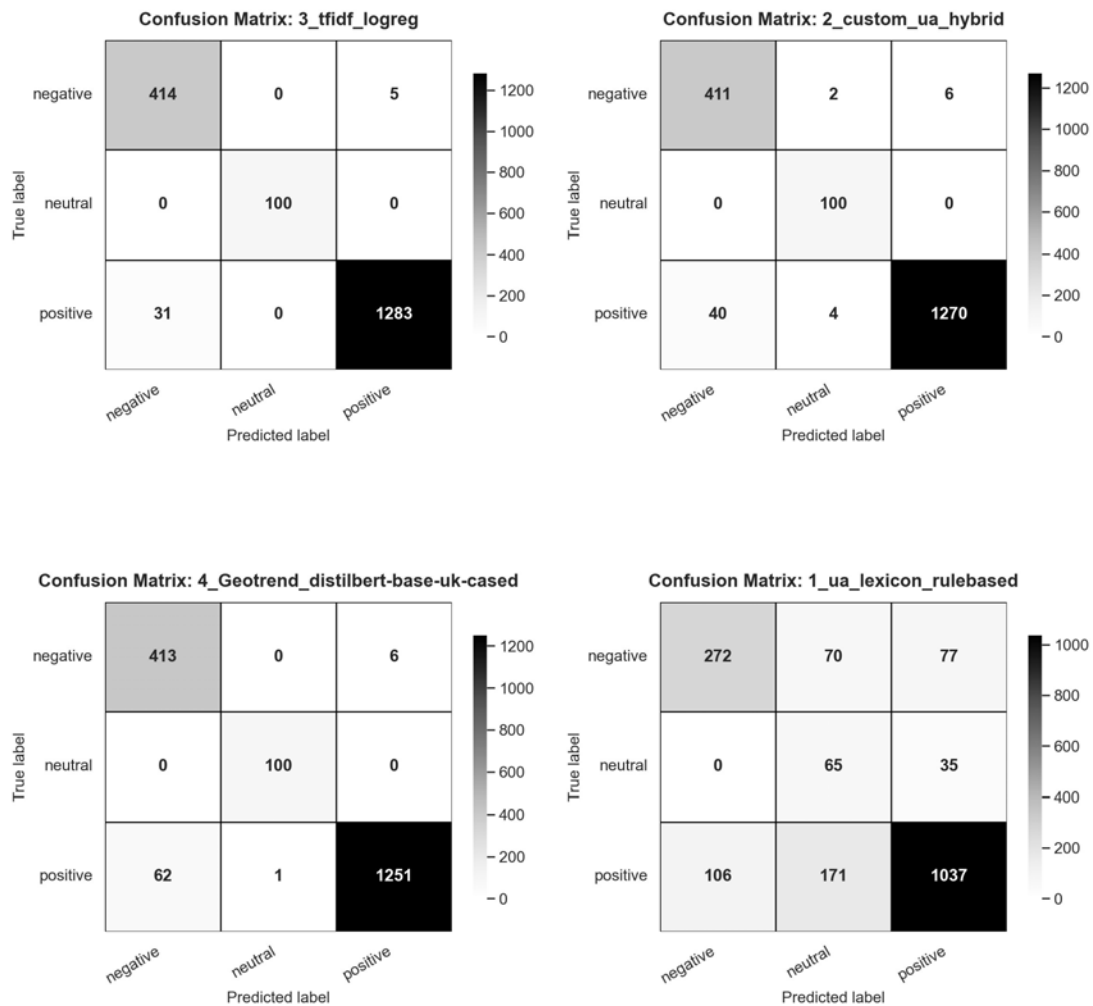 Confusion Matrix: 3_tfidf_logreg
True label
negative 414 0 5
neutral 0 100 0
positive 31 0 1283
negative neutral positive
Predicted label
1200
1000
800
600
400
200
0
Confusion Matrix: 2_custom_ua_hybrid
True label
negative 411 2 6
neutral 0 100 0
positive 40 4 1270
negative neutral positive
Predicted label
1200
1000
800
600
400
200
0
Confusion Matrix: 4_Geotrend_distilbert-base-uk-cased
True label
negative 413 0 6
neutral 0 100 0
positive 62 1 1251
negative neutral positive
Predicted label
1200
1000
800
600
400
200
0
Confusion Matrix: 1_ua_lexicon_rulebased
True label
negative 272 70 77
neutral 0 65 35
positive 106 171 1037
negative neutral positive
Predicted label
1000
800
600
400
200
0